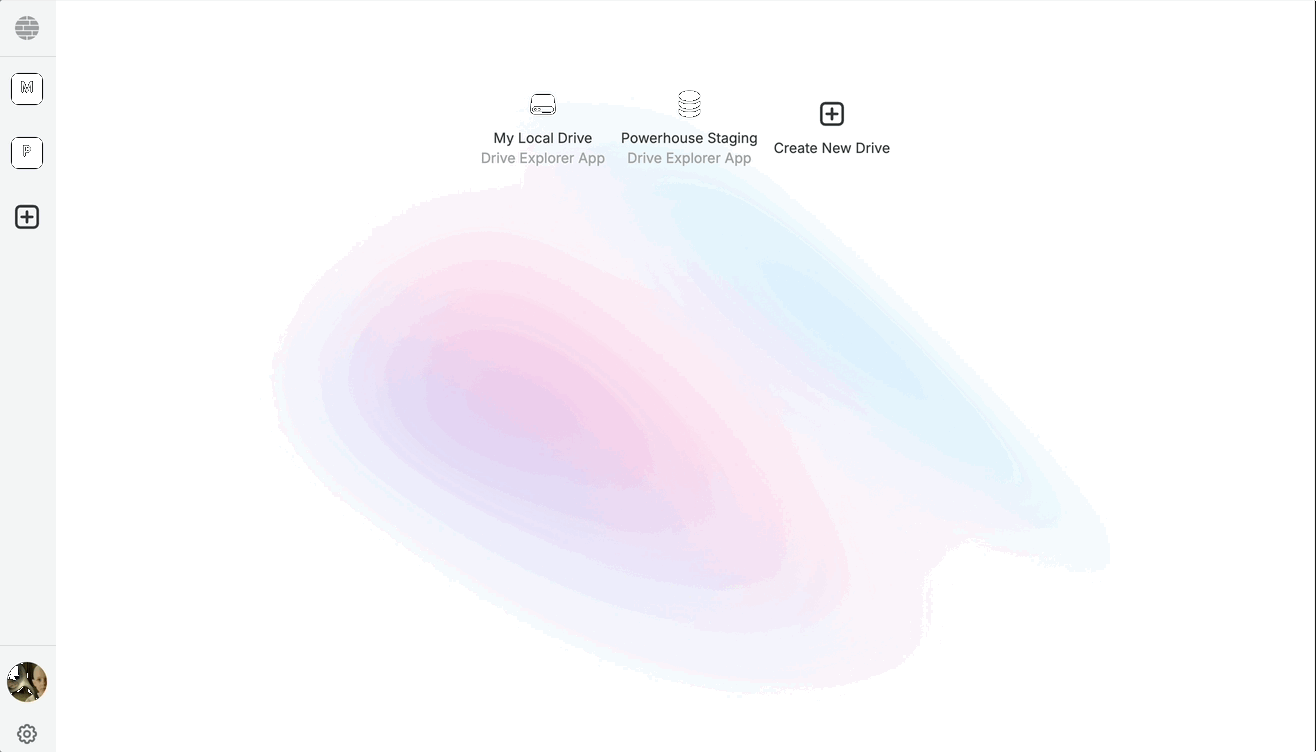 M
P
My Local Drive
Drive Explorer App
Powerhouse Staging
Drive Explorer App
Create New Drive